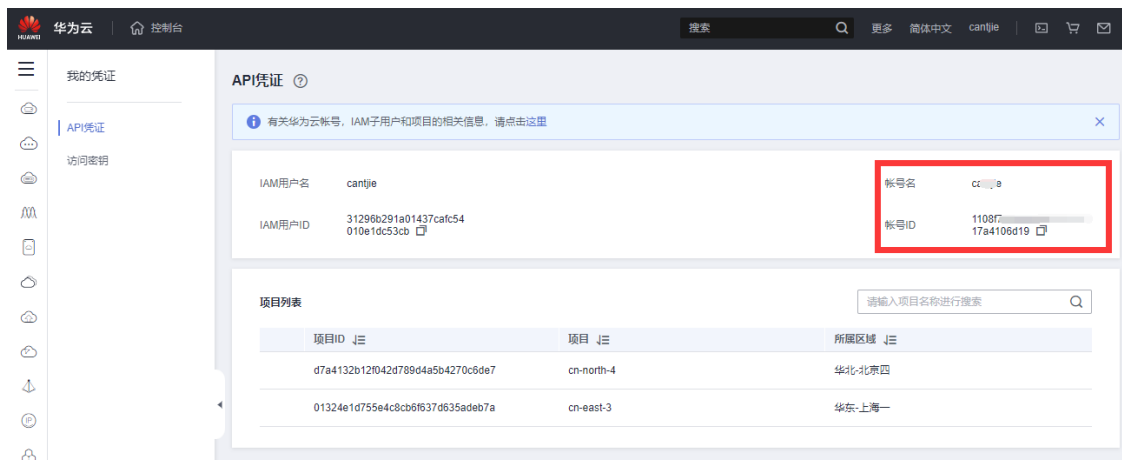 HUAWEI
华为云 控制台 搜索 更多 简体中文 cantjie
我的凭证
API凭证
访问密钥
API凭证
有关华为云帐号，IAM子用户和项目的相关信息，请点击这里
IAM用户名 cantjie 帐号名
IAM用户ID 31296b291a01437cafc54
010e1dc53cb
帐号ID 1108f7
17a4106d19
项目列表 请输入项目名称进行搜索
项目ID 项目 所属区域
d7a4132b12f042d789d4a5b4270c6de7 cn-north-4 华北-北京四
01324e1d755e4c8cb6f637d635adeb7a cn-east-3 华东-上海一
IP